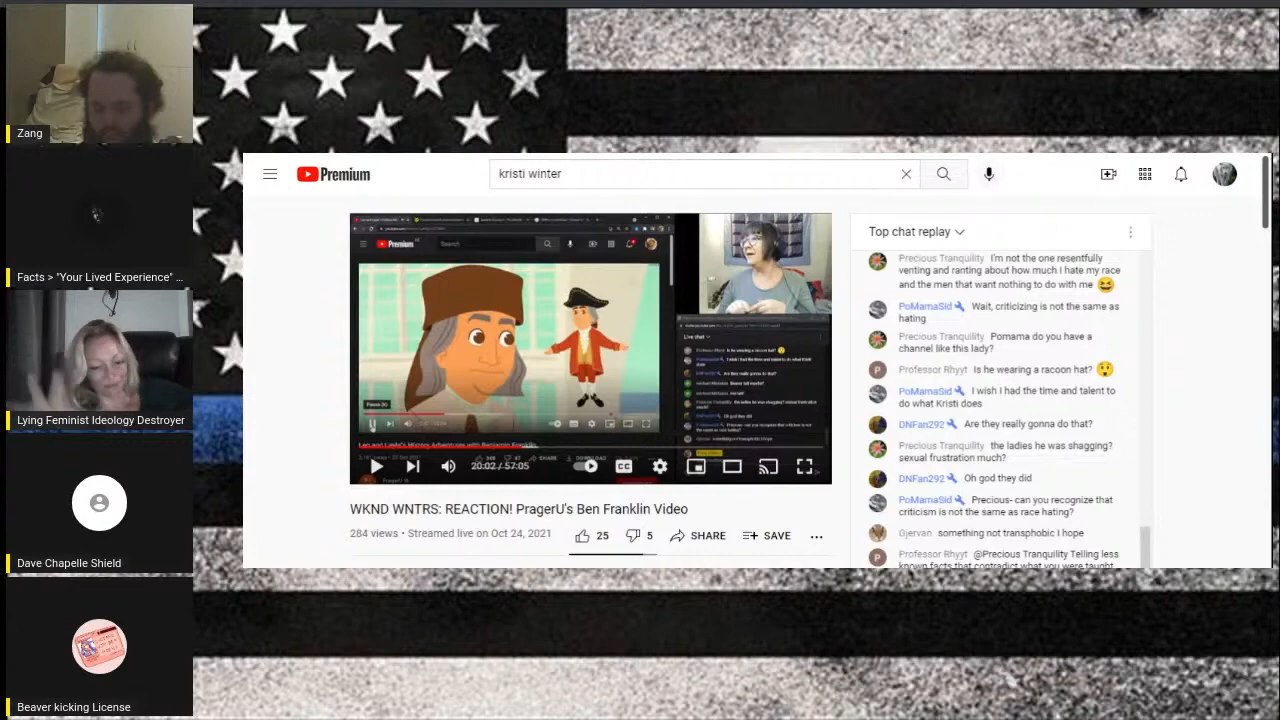 Zang
Facts > "Your Lived Experience" ...
Feminist Ideology Destroyer
Dave Chapelle Shield
Beaver kicking License
Premium
kristi winter
Premium
Search
Live chat
20:02 / 57:05
WKND WNTRS: REACTION! PragerU's Ben Franklin Video
284 views • Streamed live on Oct 24, 2021
25
5
SHARE
SAVE
Top chat replay
Precious Tranquility I'm not the one resentfully
venting and ranting about how much I hate my race
and the men that want nothing to do with me
PoMamaSid Wait, criticizing is not the same as
hating
Precious Tranquility Pomama do you have a
channel like this lady?
Professor Rhyyt Is he wearing a racoon hat?
PoMamaSid I wish I had the time and talent to
do what Kristi does
DNFan292 Are they really gonna do that?
Precious Tranquility the ladies he was shagging?
sexual frustration much?
DNFan292 Oh god they did
PoMamaSid Precious- can you recognize that
criticism is not the same as race hating?
Gjervan something not transphobic I hope
Professor Rhyyt @Precious Tranquility Telling less
known facts that contradict what you were taught